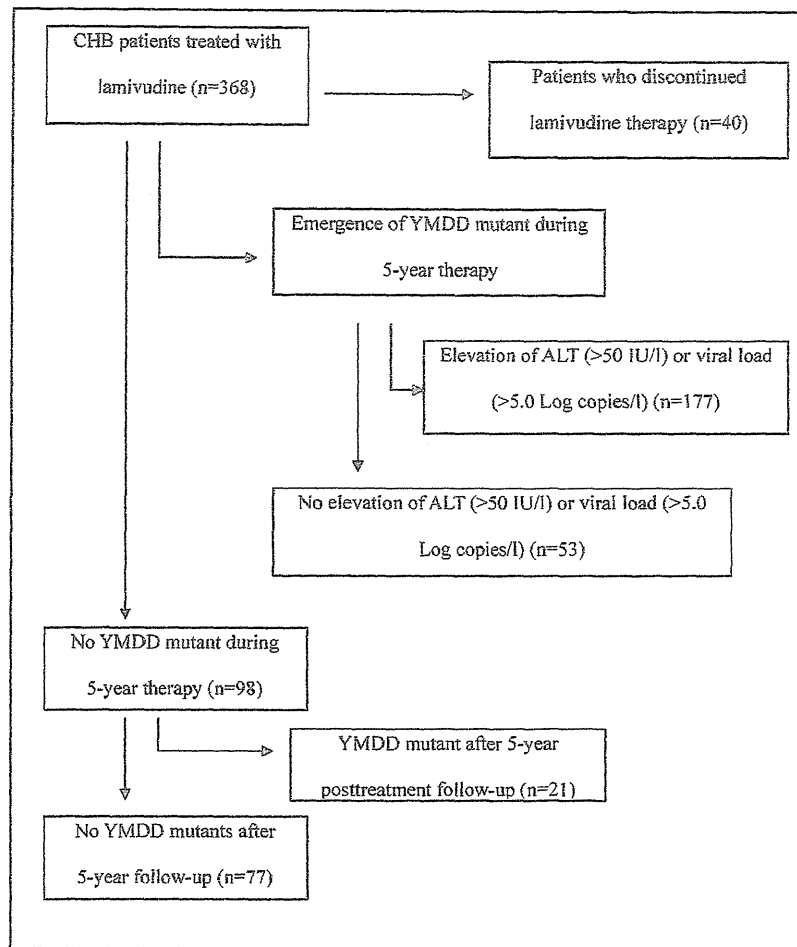 CHB patients treated with
lamivudine (n=368)
Patients who discontinued
lamivudine therapy (n=40)
Emergence of YMDD mutant during
5-year therapy
Elevation of ALT (>50 IU/l) or viral load
(>5.0 Log copies/l) (n=177)
No elevation of ALT (>50 IU/l) or viral load (>5.0
Log copies/l) (n=53)
No YMDD mutant during
5-year therapy (n=98)
YMDD mutant after 5-year
posttreatment follow-up (n=21)
No YMDD mutants after
5-year follow-up (n=77)